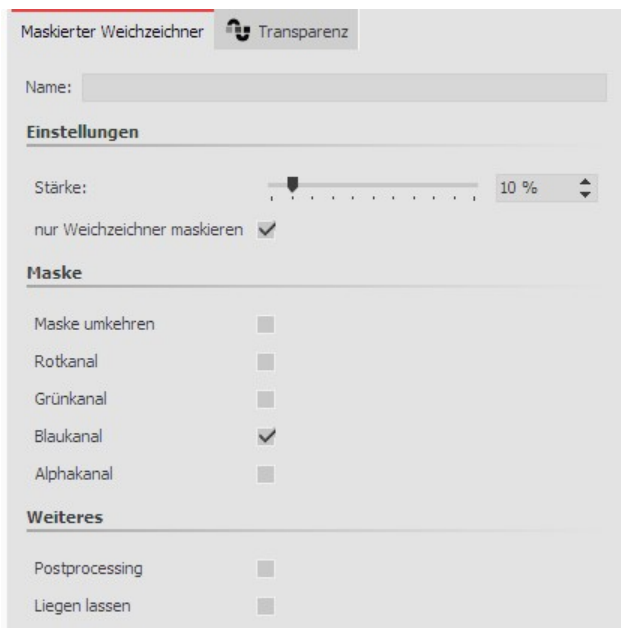 Maskierter Weichzeichner Transparenz
Name:
Einstellungen
Stärke: 10 %
nur Weichzeichner maskieren
Maske
Maske umkehren
Rotkanal
Grünkanal
Blaukanal
Alphakanal
Weiteres
Postprocessing
Liegen lassen